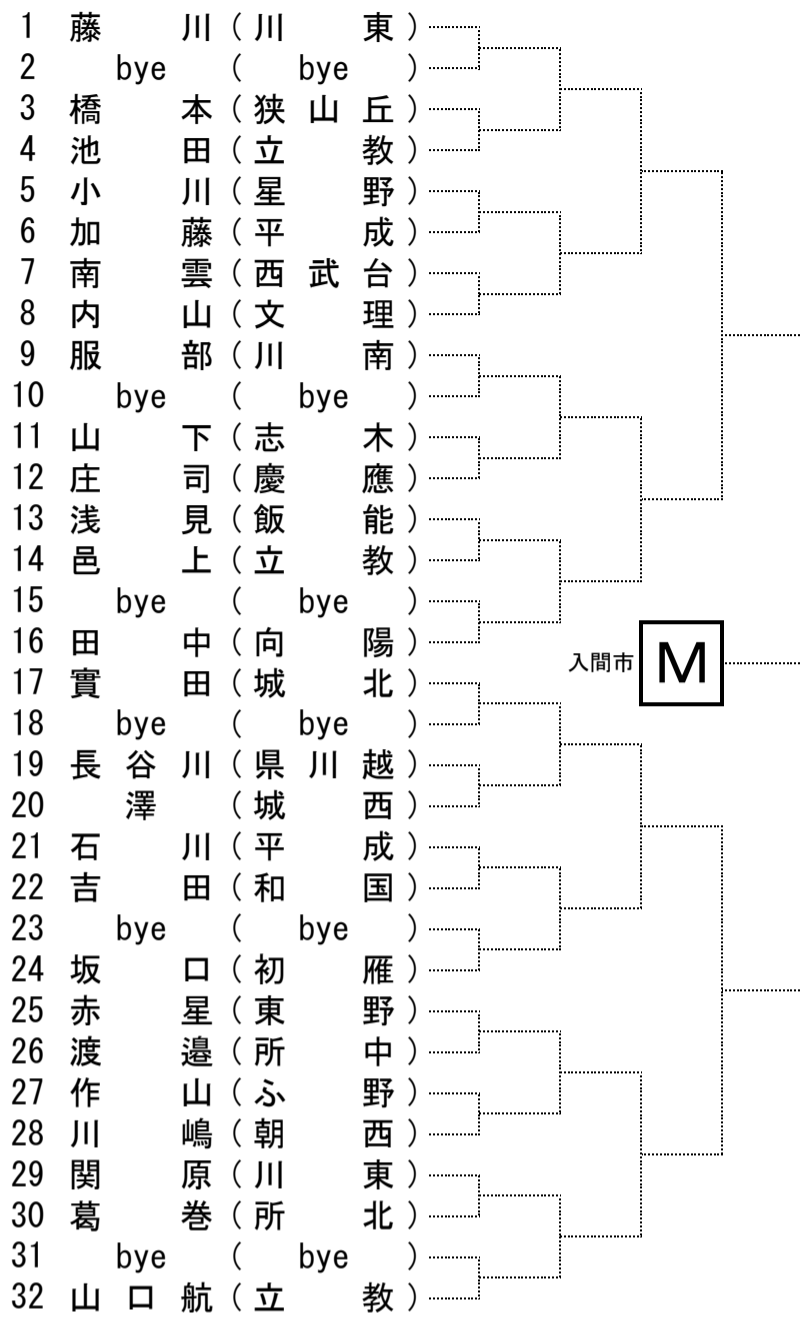 1 藤川(川東)
2 bye(bye)
3 橋本(狭山丘)
4 池田(立教)
5 小川(星野)
6 加藤(平成)
7 南雲(西武台)
8 内山(文理)
9 服部(川南)
10 bye(bye)
11 山下(志木)
12 庄司(慶應)
13 浅見(飯能)
14 邑上(立教)
15 bye(bye)
16 田中(向陽)
入間市 M
17 實田(城北)
18 bye(bye)
19 長谷川(県川越)
20 澤(城西)
21 石川(平成)
22 吉田(和国)
23 bye(bye)
24 坂口(初雁)
25 赤星(東野)
26 渡邉(所中)
27 作山(ふ野)
28 川嶋(朝西)
29 関原(川東)
30 葛巻(所北)
31 bye(bye)
32 山口航(立教)